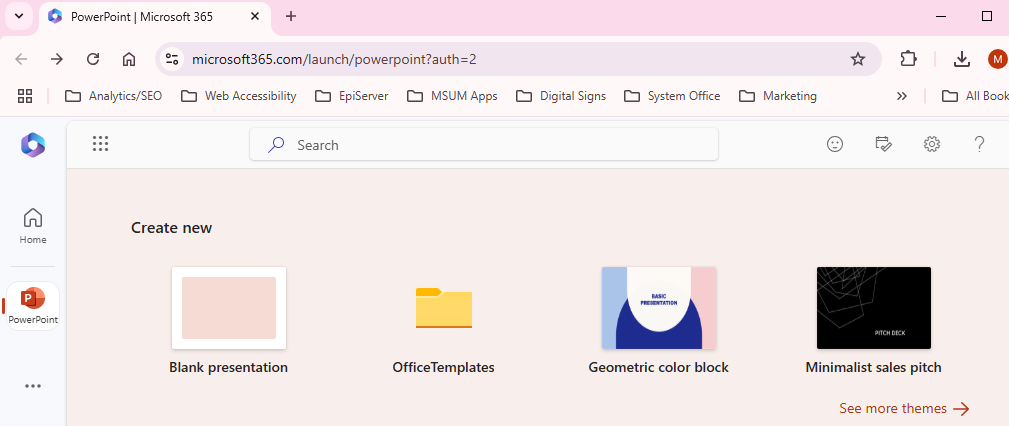 PowerPoint | Microsoft 365
microsoft365.com/launch/powerpoint?auth=2
M
Analytics/SEO Web Accessibility EpiServer MSUM Apps Digital Signs System Office Marketing All Book
Search
Home
P
PowerPoint
Create new
BASIC
PRESENTATION
PITCH DECK
Blank presentation OfficeTemplates Geometric color block Minimalist sales pitch
See more themes